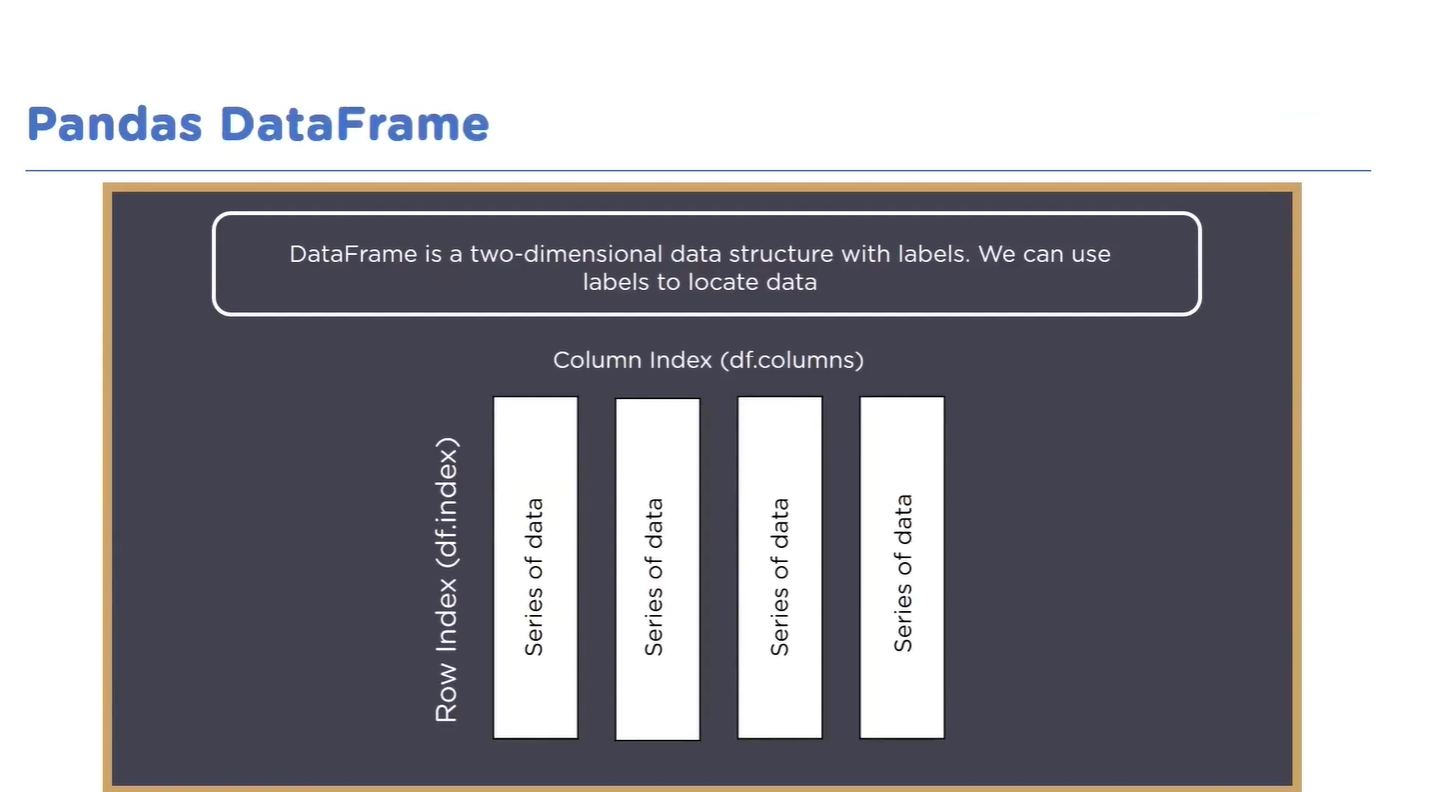 Pandas DataFrame
DataFrame is a two-dimensional data structure with labels. We can use
labels to locate data
Column Index (df.columns)
Row Index (df.index)
Series of data
Series of data
Series of data
Series of data